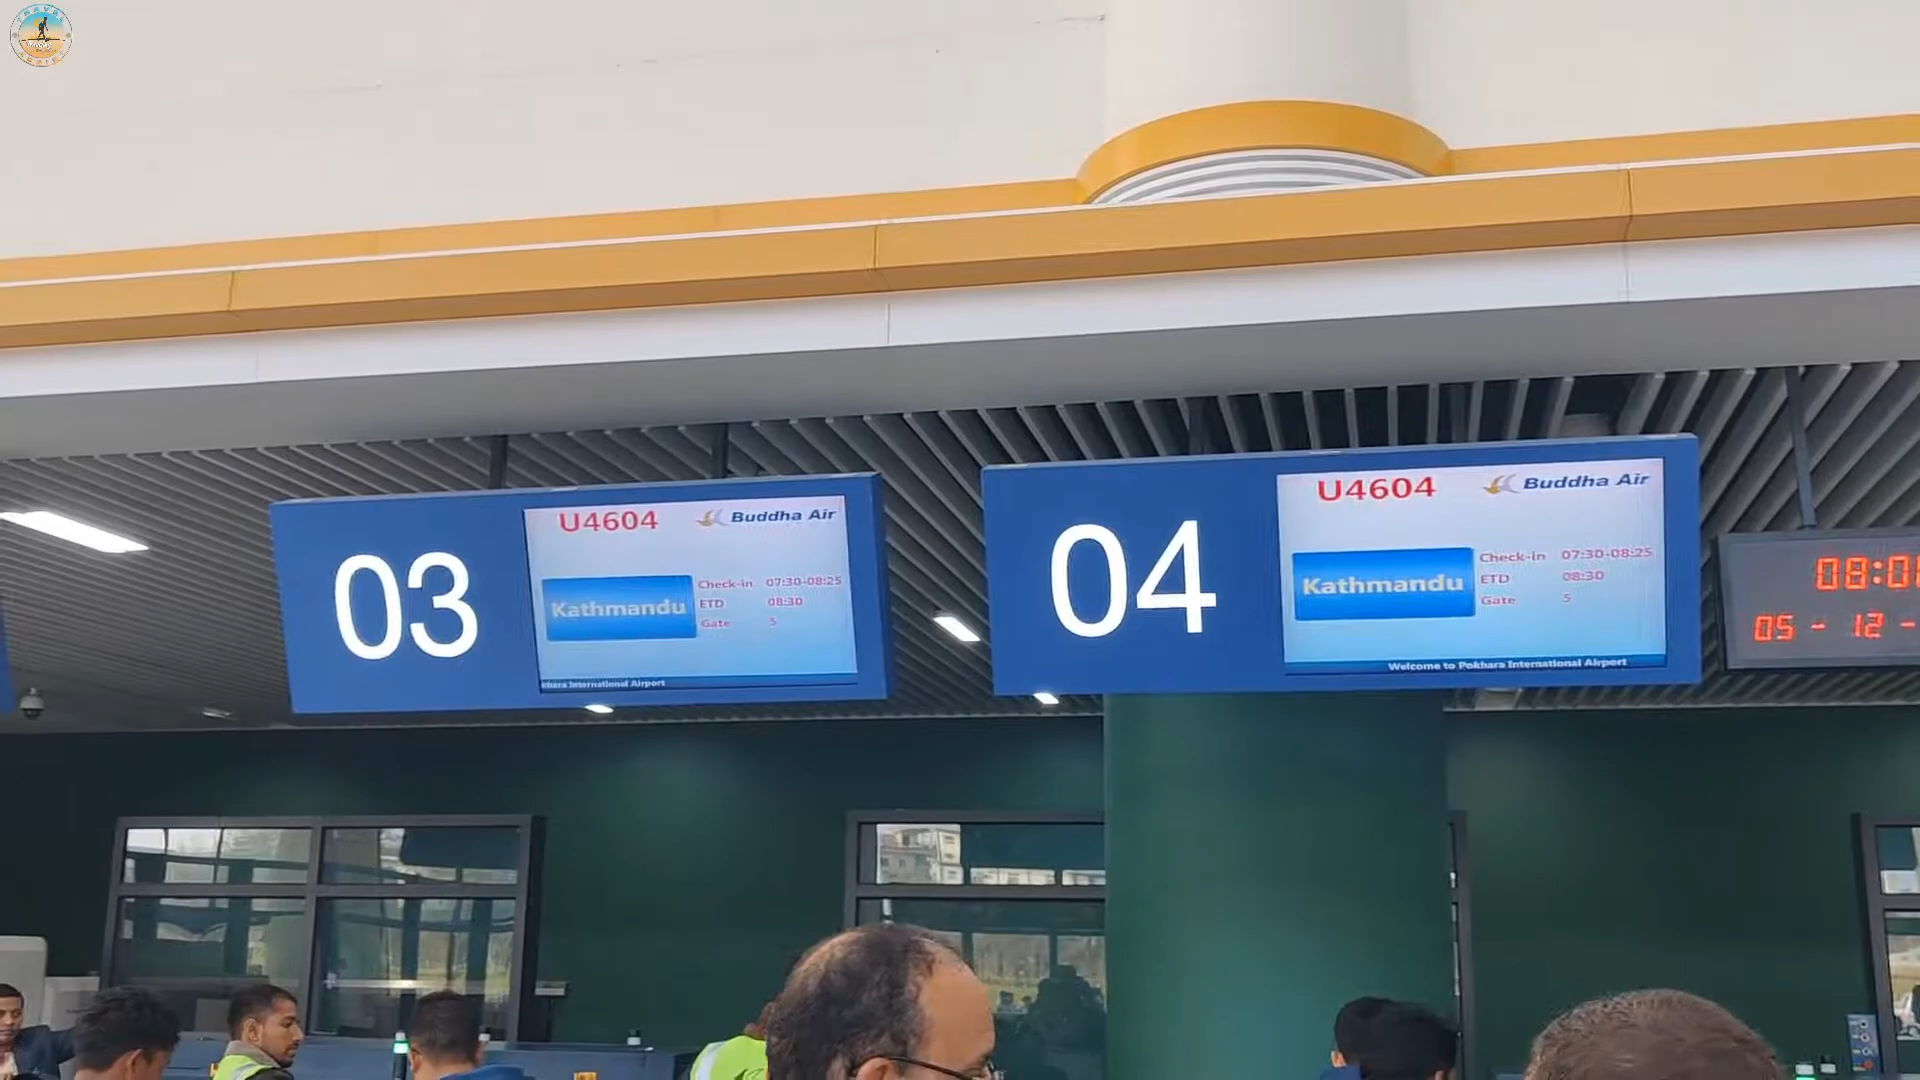 03
U4604 Buddha Air
Kathmandu
Check-in 07:30-08:25
ETD 08:30
Gate 5
International Airport
04
U4604 Buddha Air
Kathmandu
Check-in 07:30-08:25
ETD 08:30
Gate 5
Welcome to Pokhara International Airport
05 - 12 -